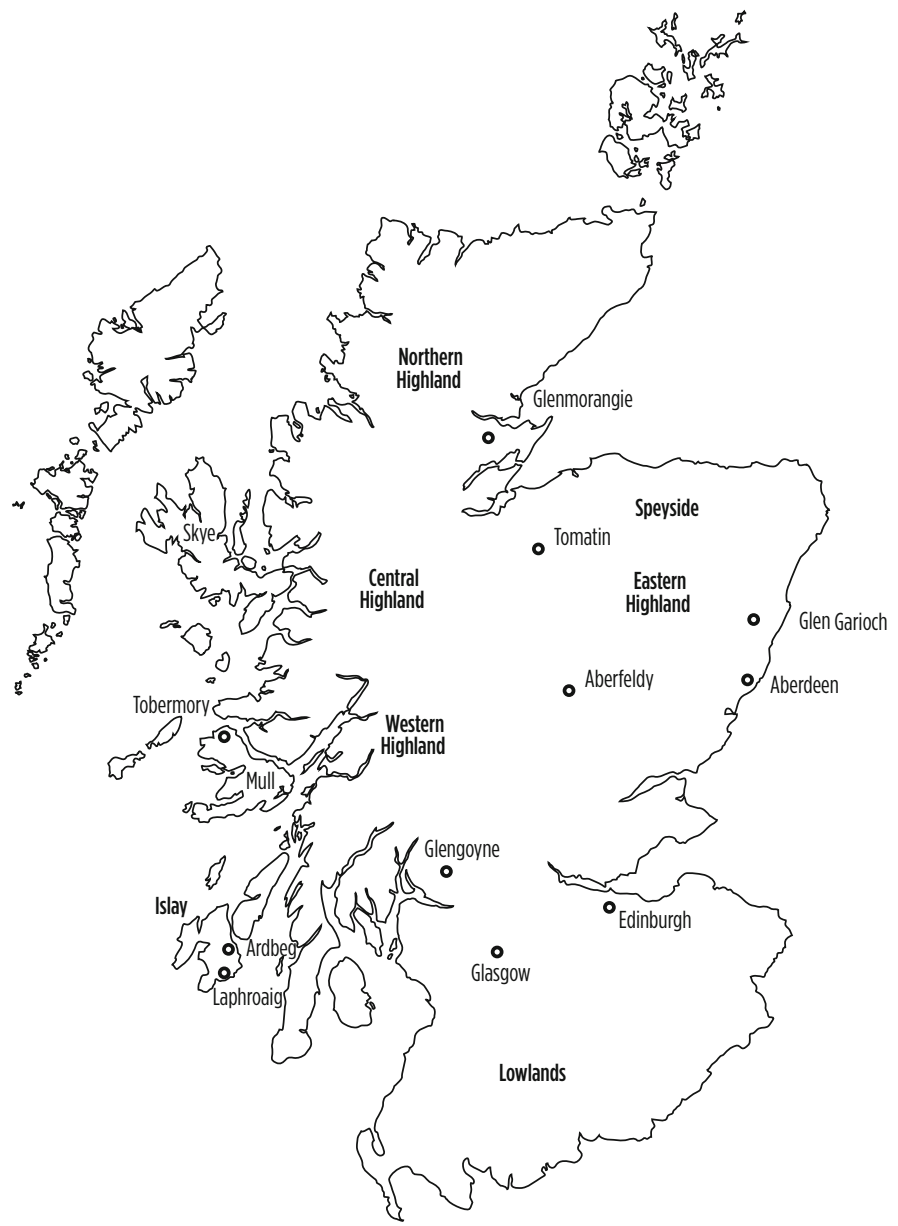 Northern
Highland
Glenmorangie
Speyside
Skye
Tomatin
Central
Highland
Eastern
Highland
Glen Garioch
Aberfeldy
Aberdeen
Tobermory
Western
Highland
Mull
Glengoyne
Islay
Edinburgh
Ardbeg
Glasgow
Laphroaig
Lowlands